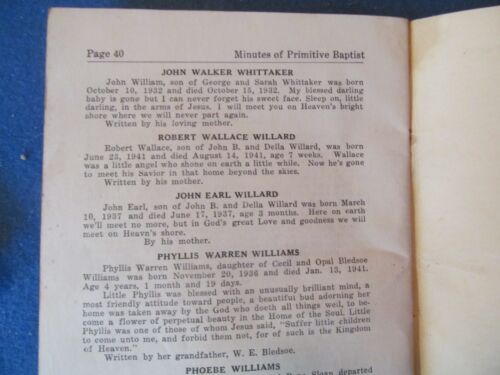 Page 40 Minutes of Primitive Baptist
JOHN WALKER WHITTAKER
John William, son of George and Sarah Whittaker was born
October 10, 1932 and died October 15, 1932. My blessed darling
baby is gone but I can never forget his sweet face. Sleep on, little
darling, in the arms of Jesus. I will meet you on Heaven's bright
shore where we will never part again.
Written by his loving mother.
ROBERT WALLACE WILLARD
Robert Wallace, son of John B. and Della Willard, was born
June 23, 1941 and died August 14, 1941, age 7 weeks. Wallace
was a little angel who shone on earth a little while. Now he's gone
to meet his Savior in that home beyond the skies.
Written by his mother.
JOHN EARL WILLARD
John Earl, son of John B. and Della Willard was born March
10, 1937 and died June 17, 1937, age 3 months. Here on earth
we'll meet no more, but in God's great Love and goodness we will
meet on Heavn's shore.
By his mother.
PHYLLIS WARREN WILLIAMS
Phyllis Warren Williams, daughter of Cecil and Opal Bledsoe
Williams was born November 20, 1936 and died Jan. 13, 1941.
Age 4 years, 1 month and 19 days.
Little Phyllis was blessed with an unusually brilliant mind, a
most friendly attitude toward people, a beautiful bud adorning her
home was taken away by the God who doeth all things well, to be-
come a flower of perpetual beauty in the Home of the Soul. Little
Phyllis was one of those of whom Jesus said, "Suffer little children
to come unto me, and forbid them not, for of such is the Kingdom
of Heaven."
Written by her grandfather, W. E. Bledsoe.
PHOEBE WILLIAMS
Sloan departed